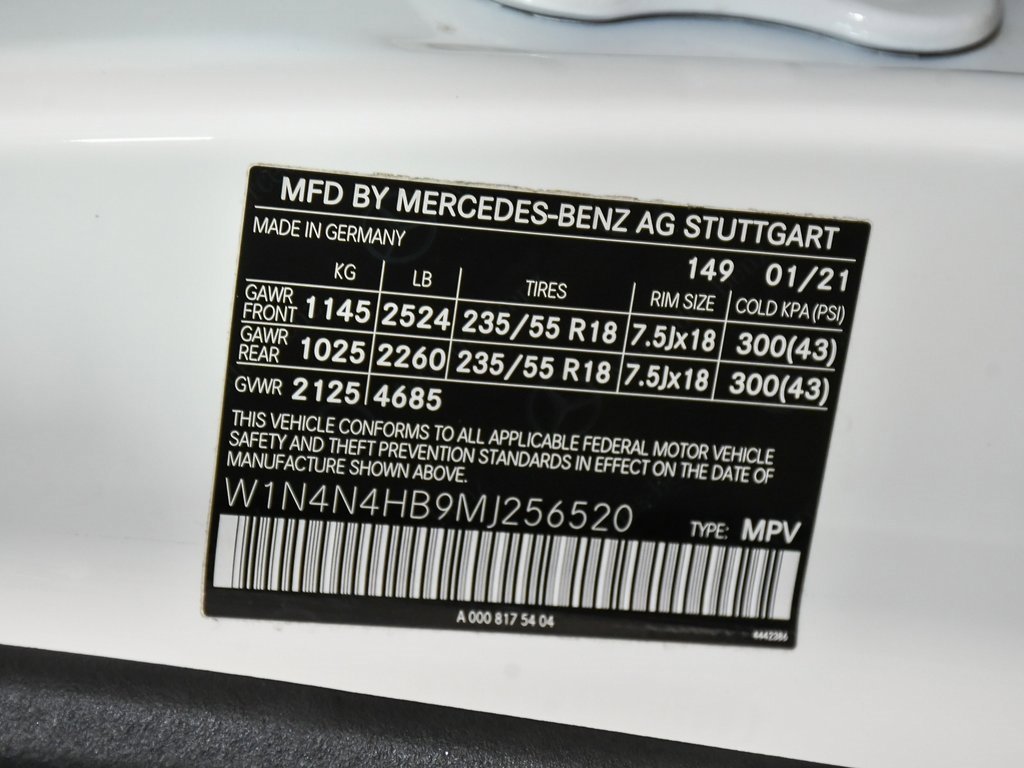 MFD BY MERCEDES-BENZ AG STUTTGART
MADE IN GERMANY
149 01/21
KG LB TIRES RIM SIZE COLD KPA (PSI)
GAWR FRONT 1145 2524 235/55 R18 7.5Jx18 300(43)
GAWR REAR 1025 2260 235/55 R18 7.5Jx18 300(43)
GVWR 2125 4685
THIS VEHICLE CONFORMS TO ALL APPLICABLE FEDERAL MOTOR VEHICLE
SAFETY AND THEFT PREVENTION STANDARDS IN EFFECT ON THE DATE OF
MANUFACTURE SHOWN ABOVE.
W1N4N4HB9MJ256520
TYPE: MPV
A 000 817 54 04
4442386